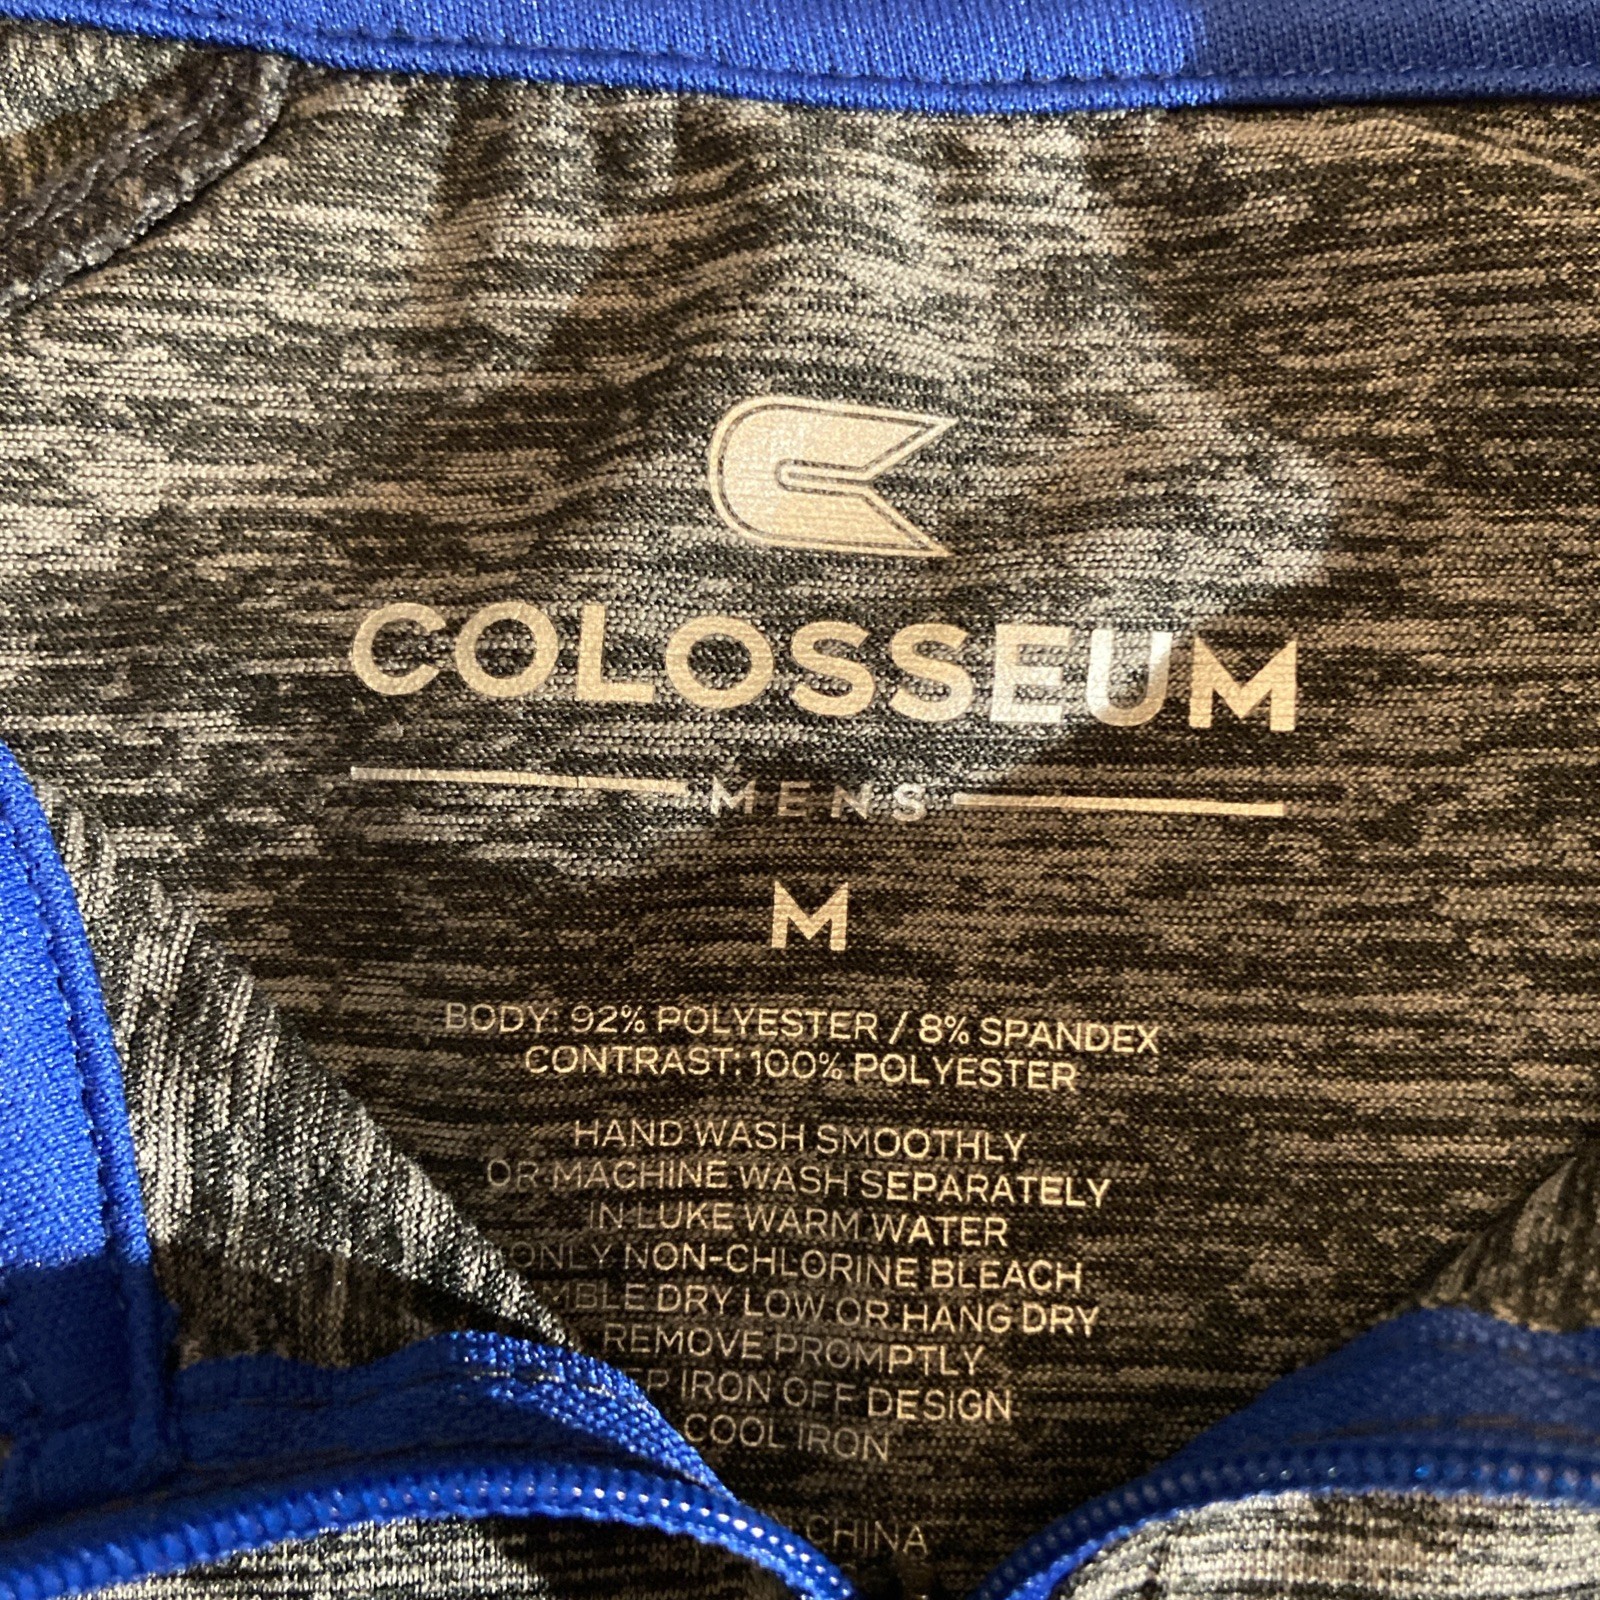 COLOSSEUM
MENS
M
BODY: 92% POLYESTER / 8% SPANDEX
CONTRAST: 100% POLYESTER
HAND WASH SMOOTHLY
OR MACHINE WASH SEPARATELY
IN LUKE WARM WATER
ONLY NON-CHLORINE BLEACH
DRY LOW OR HANG DRY
REMOVE PROMPTLY
IRON OFF DESIGN
COOL IRON
CHINA